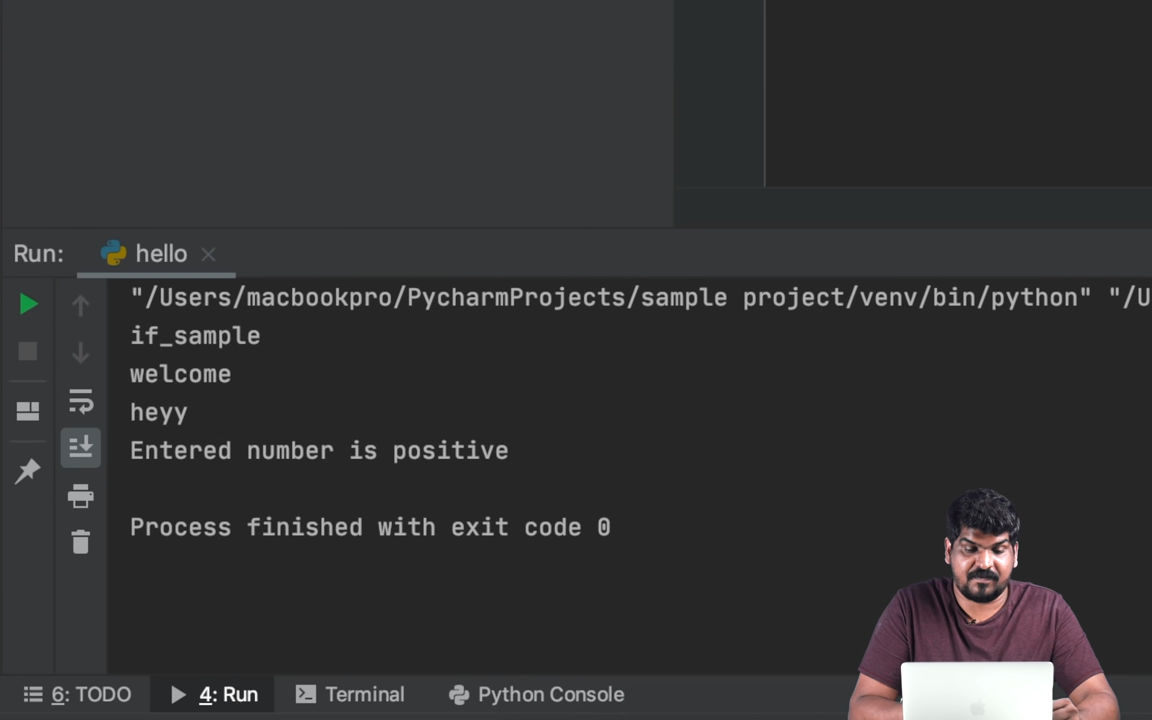 Run: hello
"/Users/macbookpro/PycharmProjects/sample project/venv/bin/python" "/U
if_sample
welcome
heyy
Entered number is positive
Process finished with exit code 0
6: TODO
4: Run
Terminal
Python Console